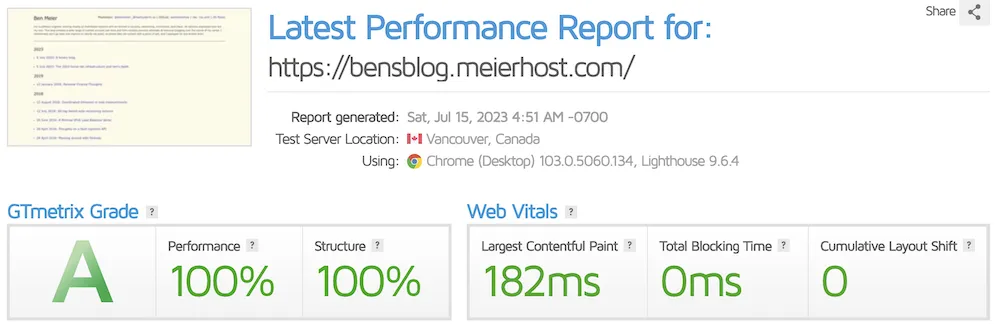 Share
Latest Performance Report for:
https://bensblog.meierhost.com/
Report generated: Sat, Jul 15, 2023 4:51 AM -0700
Test Server Location: Vancouver, Canada
Using: Chrome (Desktop) 103.0.5060.134, Lighthouse 9.6.4
Ben Meier
2023
2019
2018
GTmetrix Grade ?
A
Performance ?
100%
Structure ?
100%
Web Vitals ?
Largest Contentful Paint ?
182ms
Total Blocking Time ?
0ms
Cumulative Layout Shift ?
0